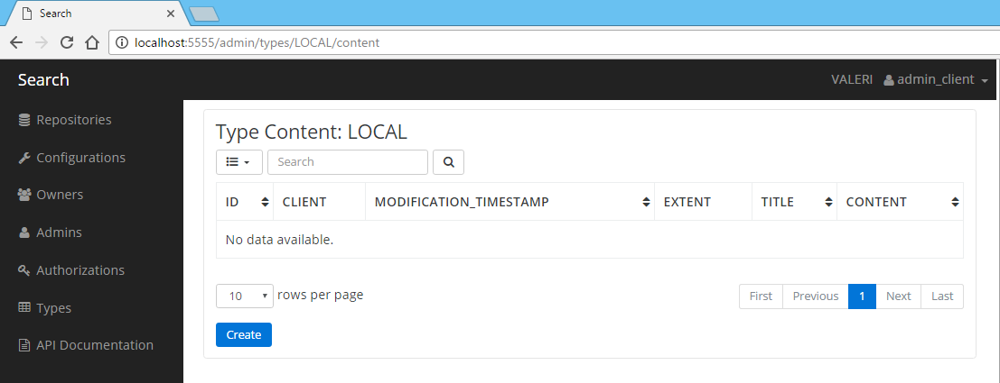 Search
localhost:5555/admin/types/LOCAL/content
Search
VALERI admin_client
Repositories
Configurations
Owners
Admins
Authorizations
Types
API Documentation
Type Content: LOCAL
Search
ID CLIENT MODIFICATION_TIMESTAMP EXTENT TITLE CONTENT
No data available.
10 rows per page
First Previous 1 Next Last
Create